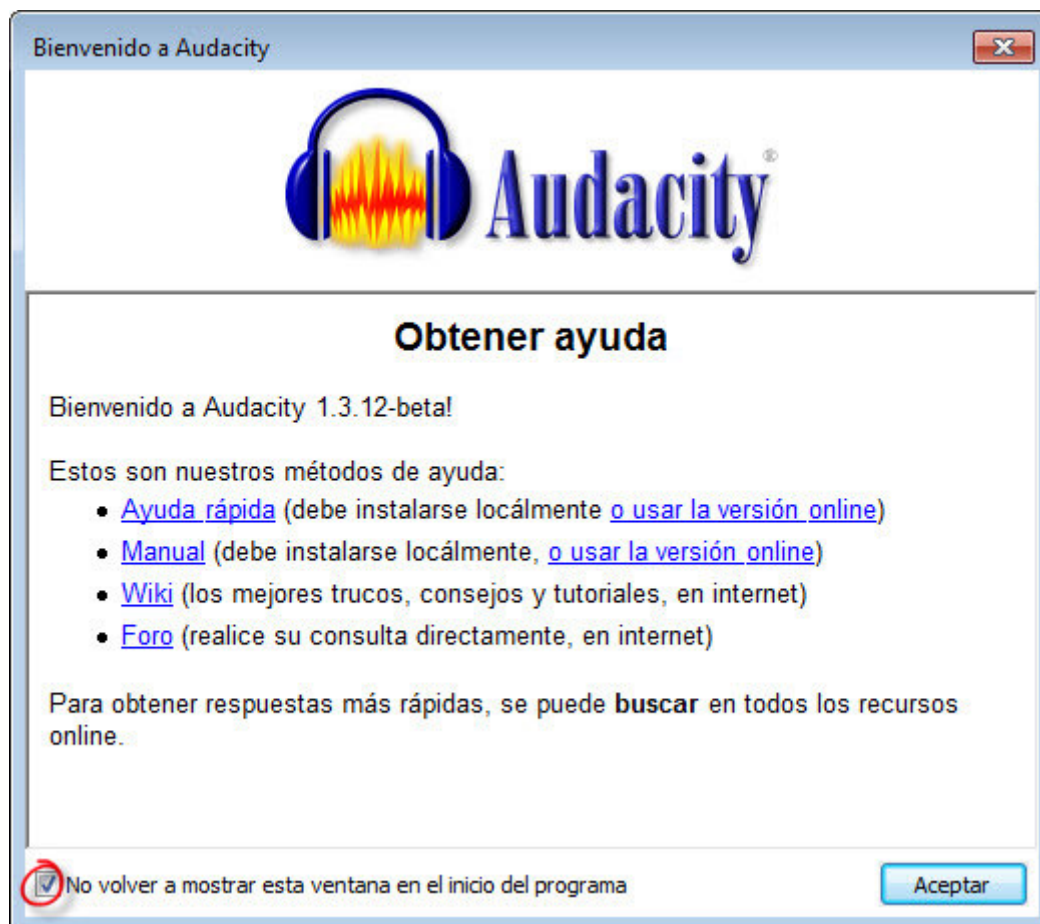 Bienvenido a Audacity
Audacity®
Obtener ayuda
Bienvenido a Audacity 1.3.12-beta!
Estos son nuestros métodos de ayuda:
• Ayuda rápida (debe instalarse locálmente o usar la versión online)
• Manual (debe instalarse locálmente, o usar la versión online)
• Wiki (los mejores trucos, consejos y tutoriales, en internet)
• Foro (realice su consulta directamente, en internet)
Para obtener respuestas más rápidas, se puede buscar en todos los recursos
online.
No volver a mostrar esta ventana en el inicio del programa
Aceptar